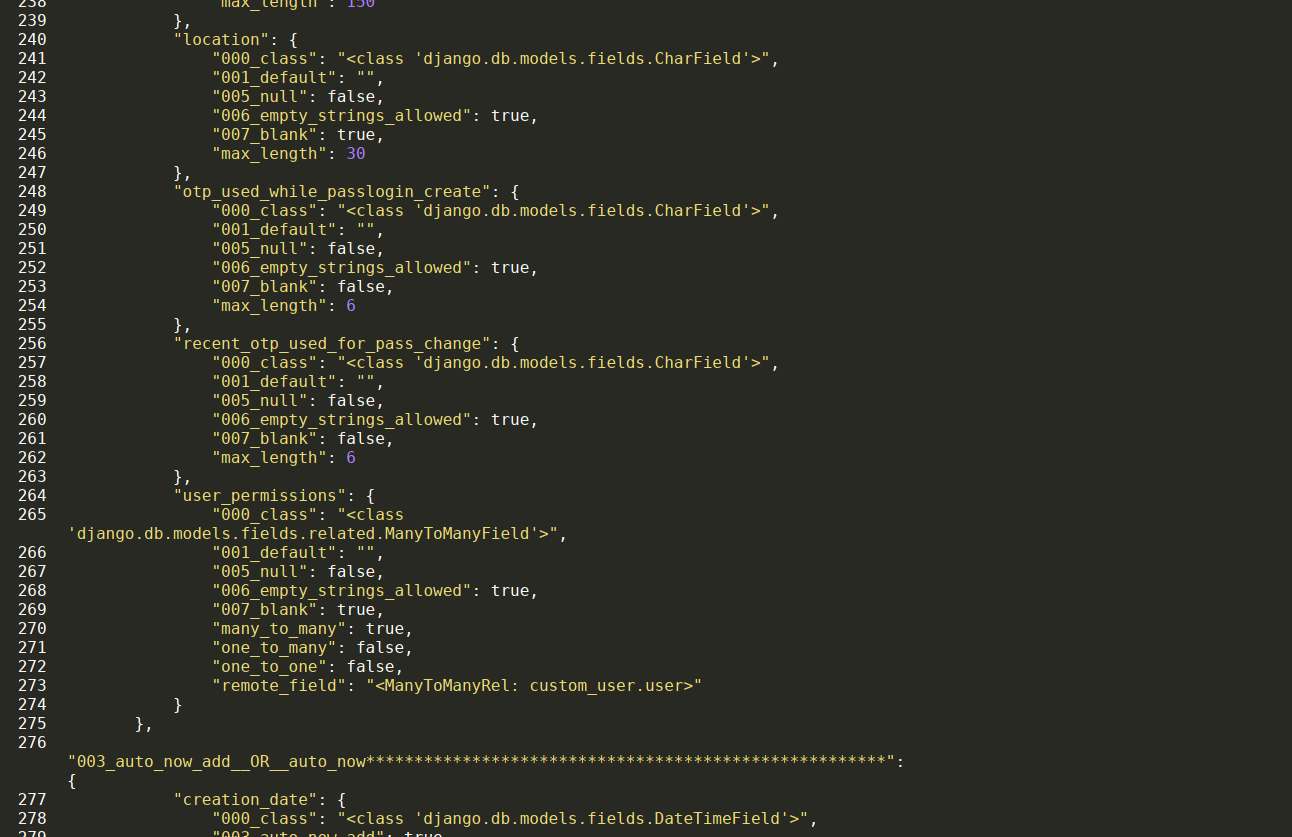 238                 "max_length": 150
239             },
240             "location": {
241                 "000_class": "<class 'django.db.models.fields.CharField'>",
242                 "001_default": "",
243                 "005_null": false,
244                 "006_empty_strings_allowed": true,
245                 "007_blank": true,
246                 "max_length": 30
247             },
248             "otp_used_while_passlogin_create": {
249                 "000_class": "<class 'django.db.models.fields.CharField'>",
250                 "001_default": "",
251                 "005_null": false,
252                 "006_empty_strings_allowed": true,
253                 "007_blank": false,
254                 "max_length": 6
255             },
256             "recent_otp_used_for_pass_change": {
257                 "000_class": "<class 'django.db.models.fields.CharField'>",
258                 "001_default": "",
259                 "005_null": false,
260                 "006_empty_strings_allowed": true,
261                 "007_blank": false,
262                 "max_length": 6
263             },
264             "user_permissions": {
265                 "000_class": "<class
'django.db.models.fields.related.ManyToManyField'>",
266                 "001_default": "",
267                 "005_null": false,
268                 "006_empty_strings_allowed": true,
269                 "007_blank": true,
270                 "many_to_many": true,
271                 "one_to_many": false,
272                 "one_to_one": false,
273                 "remote_field": "<ManyToManyRel: custom_user.user>"
274             }
275         },
276
"003_auto_now_add__OR__auto_now******************************************************":
{
277             "creation_date": {
278                 "000_class": "<class 'django.db.models.fields.DateTimeField'>",
279                 "003_auto_now_add": true